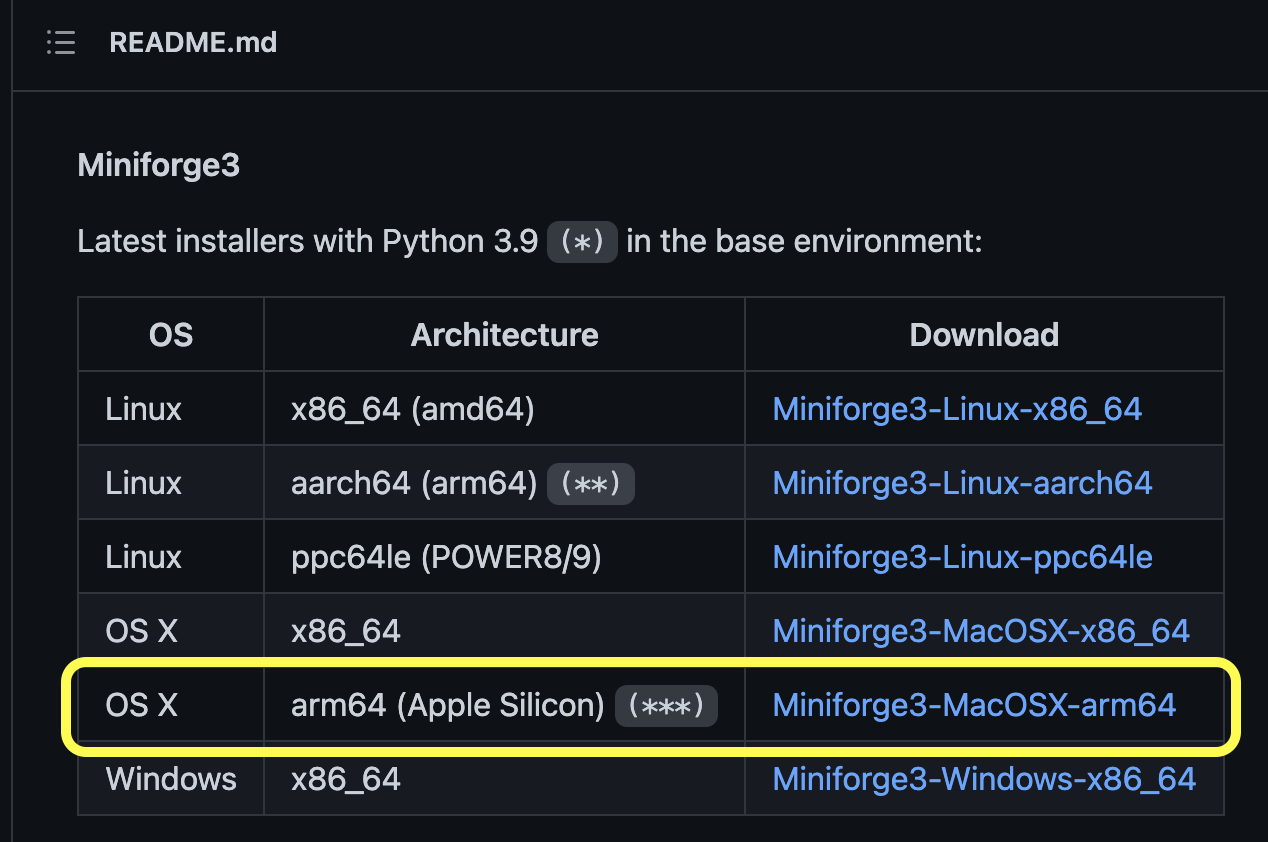 README.md
Miniforge3
Latest installers with Python 3.9 (*) in the base environment:
OS Architecture Download
Linux x86_64 (amd64) Miniforge3-Linux-x86_64
Linux aarch64 (arm64) (**) Miniforge3-Linux-aarch64
Linux ppc64le (POWER8/9) Miniforge3-Linux-ppc64le
OS X x86_64 Miniforge3-MacOSX-x86_64
OS X arm64 (Apple Silicon) (***) Miniforge3-MacOSX-arm64
Windows x86_64 Miniforge3-Windows-x86_64